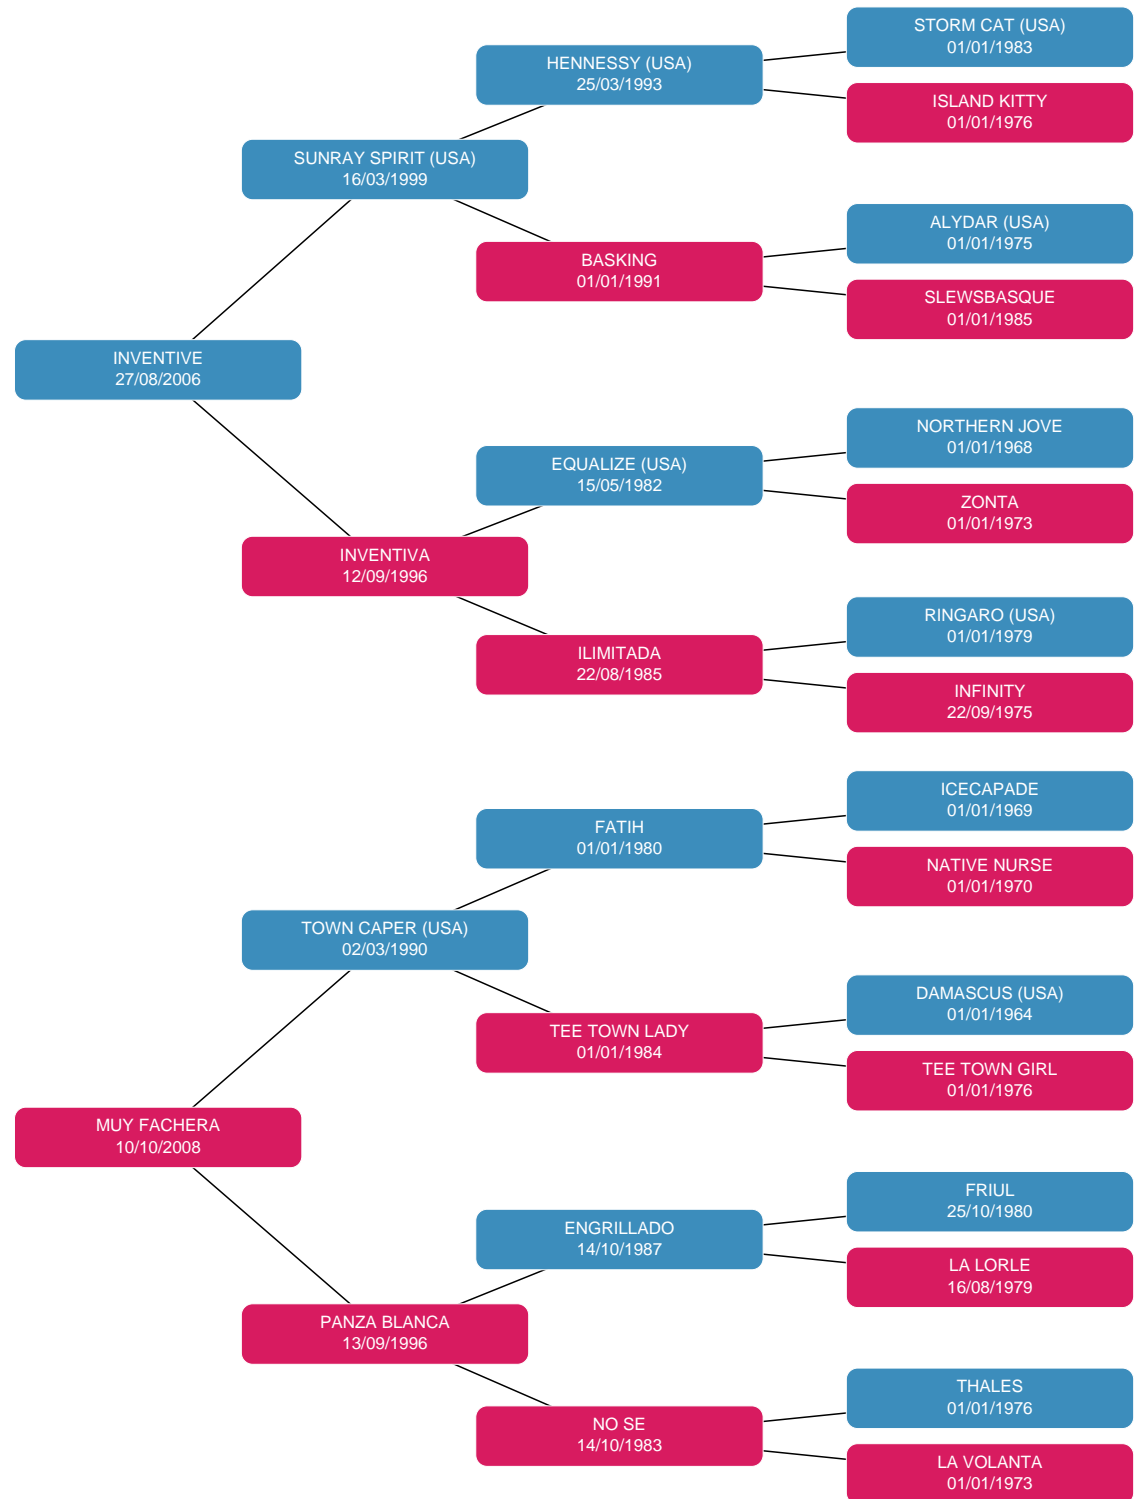 STORM CAT (USA)
01/01/1983
HENNESSY (USA)
25/03/1993
ISLAND KITTY
01/01/1976
SUNRAY SPIRIT (USA)
16/03/1999
ALYDAR (USA)
01/01/1975
BASKING
01/01/1991
SLEWSBASQUE
01/01/1985
INVENTIVE
27/08/2006
NORTHERN JOVE
01/01/1968
EQUALIZE (USA)
15/05/1982
ZONTA
01/01/1973
INVENTIVA
12/09/1996
RINGARO (USA)
01/01/1979
ILIMITADA
22/08/1985
INFINITY
22/09/1975
ICECAPADE
01/01/1969
FATIH
01/01/1980
NATIVE NURSE
01/01/1970
TOWN CAPER (USA)
02/03/1990
DAMASCUS (USA)
01/01/1964
TEE TOWN LADY
01/01/1984
TEE TOWN GIRL
01/01/1976
MUY FACHERA
10/10/2008
FRIUL
25/10/1980
ENGRILLADO
14/10/1987
LA LORLE
16/08/1979
PANZA BLANCA
13/09/1996
THALES
01/01/1976
NO SE
14/10/1983
LA VOLANTA
01/01/1973